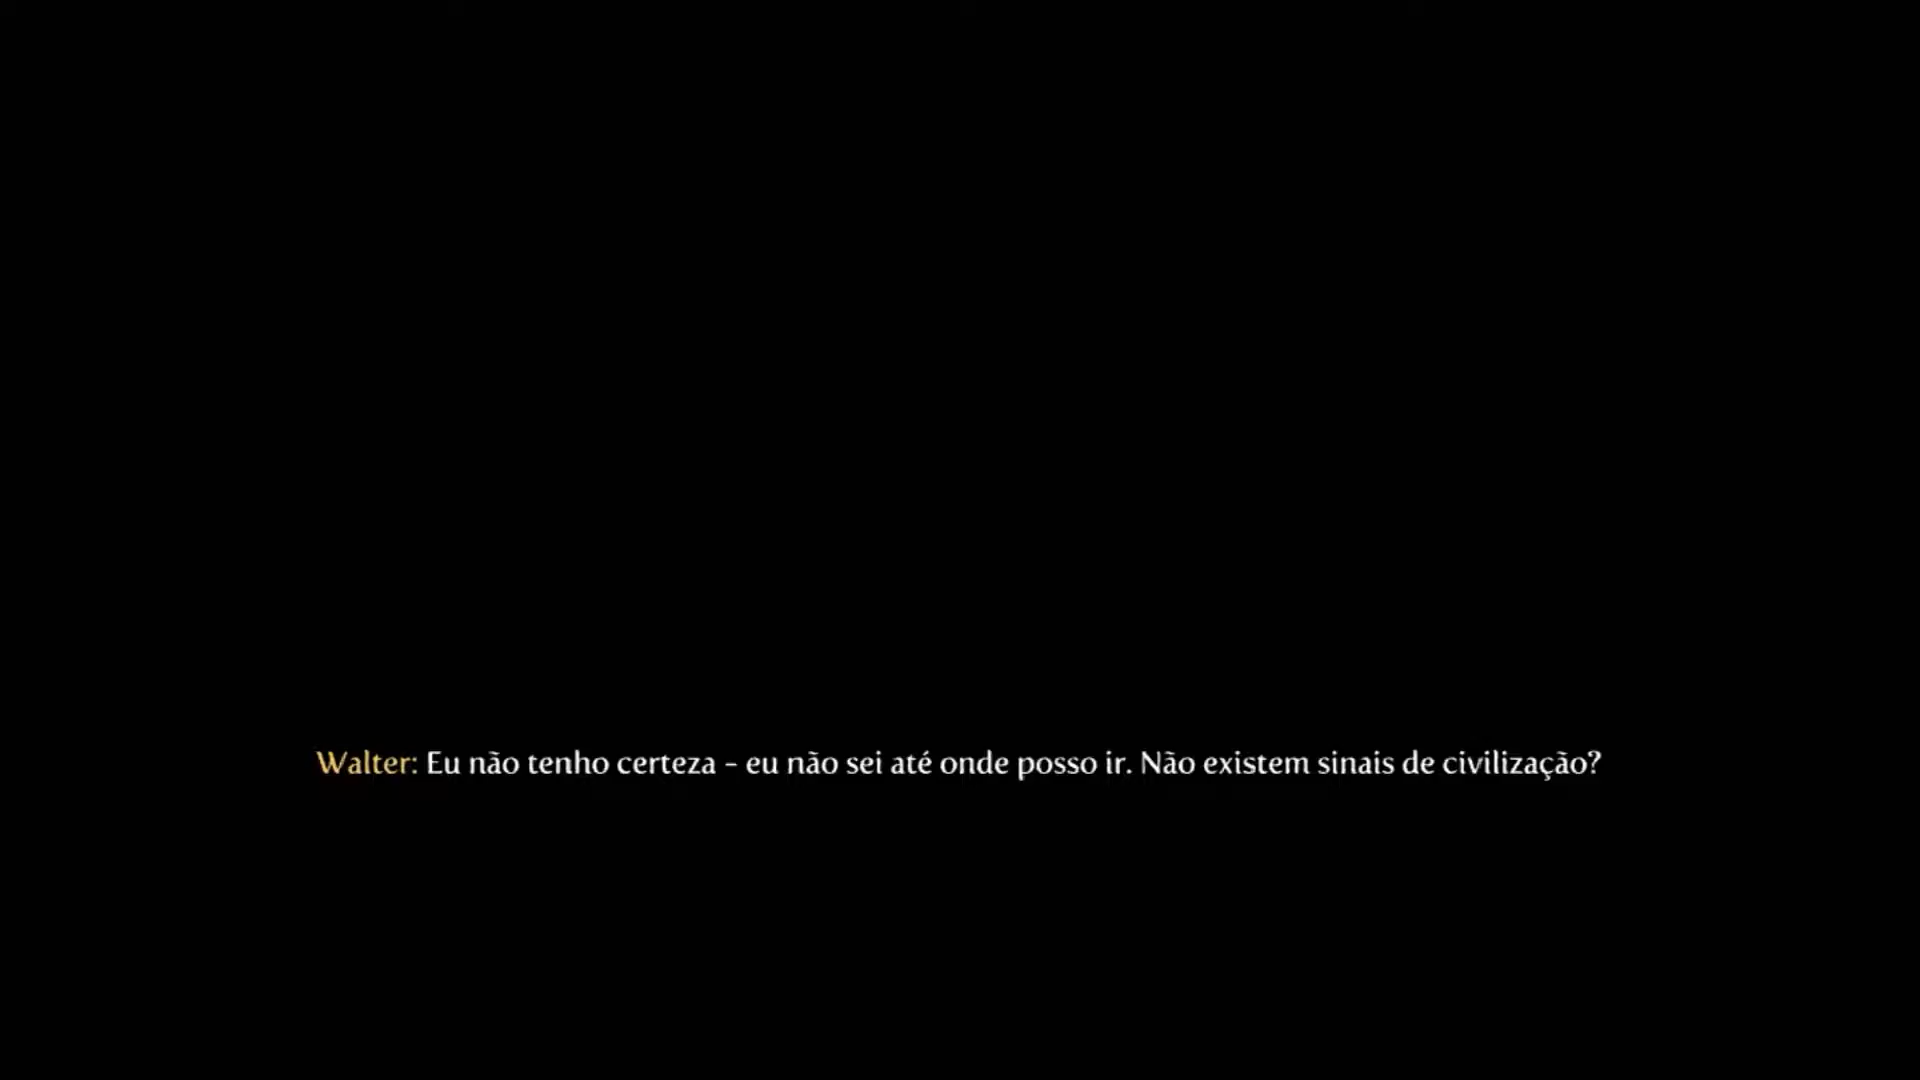 Walter: Eu não tenho certeza - eu não sei até onde posso ir. Não existem sinais de civilização?